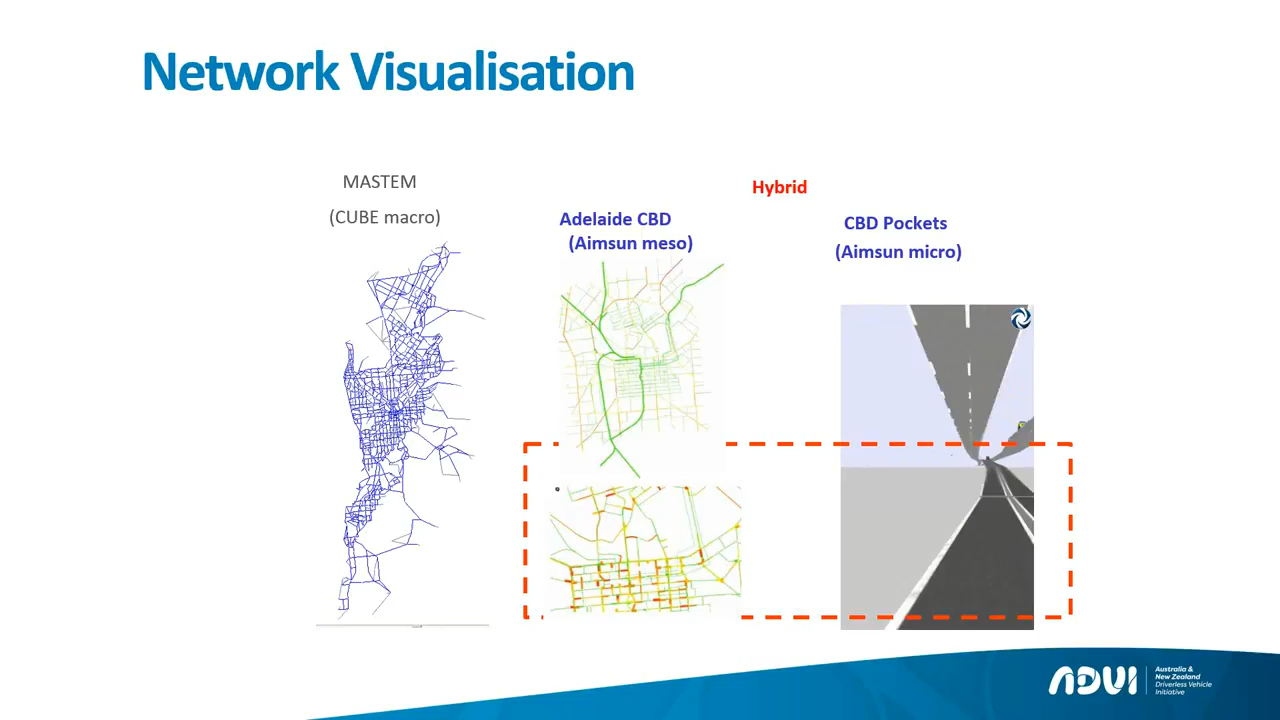 Network Visualisation
MASTEM
(CUBE macro)
Hybrid
Adelaide CBD
(Aimsun meso)
CBD Pockets
(Aimsun micro)
ADVI
Australia &
New Zealand
Driverless Vehicle
Initiative